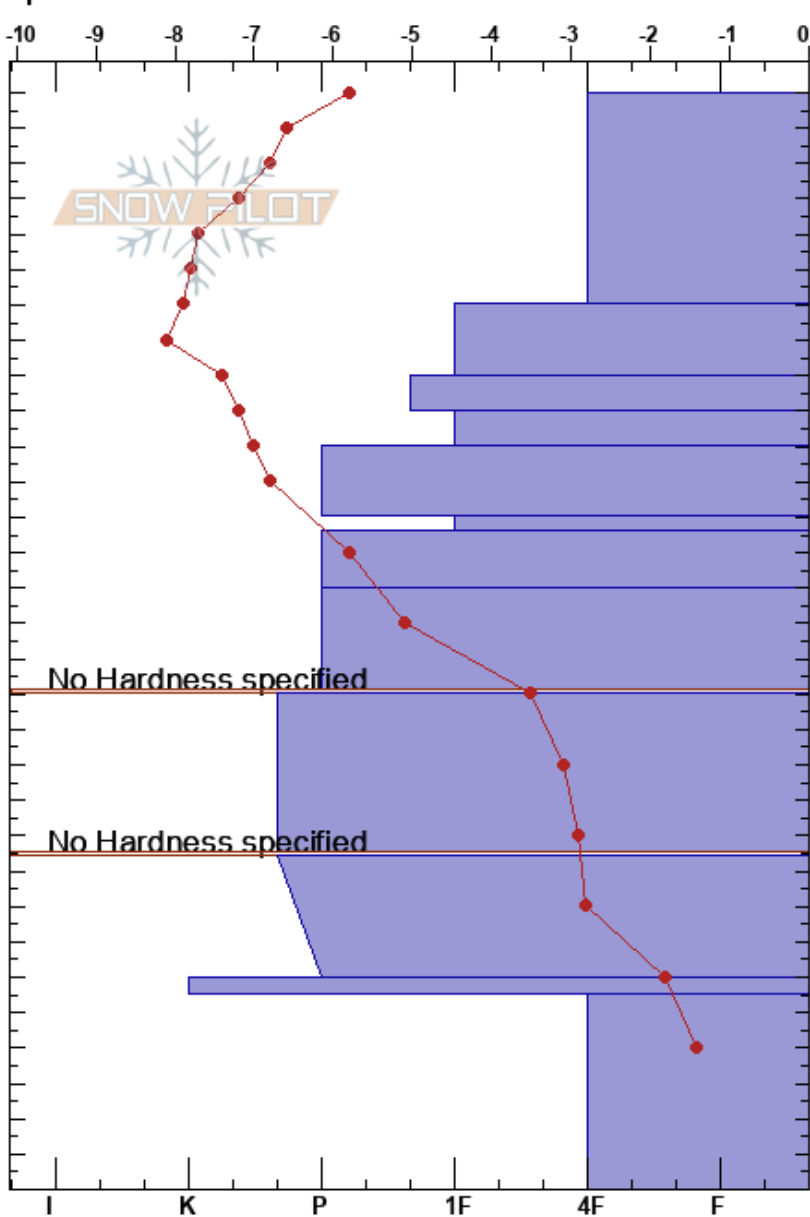 -10 -9 -8 -7 -6 -5 -4 -3 -2 -1 0
SNOW PILOT
No Hardness specified
No Hardness specified
I K P 1F 4F F